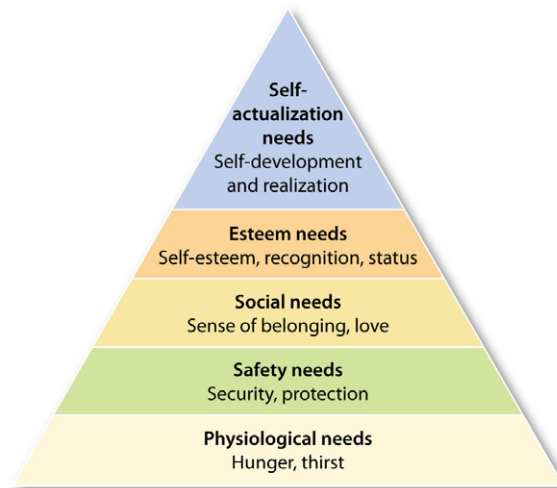 Self-
actualization
needs
Self-development
and realization
Esteem needs
Self-esteem, recognition, status
Social needs
Sense of belonging, love
Safety needs
Security, protection
Physiological needs
Hunger, thirst